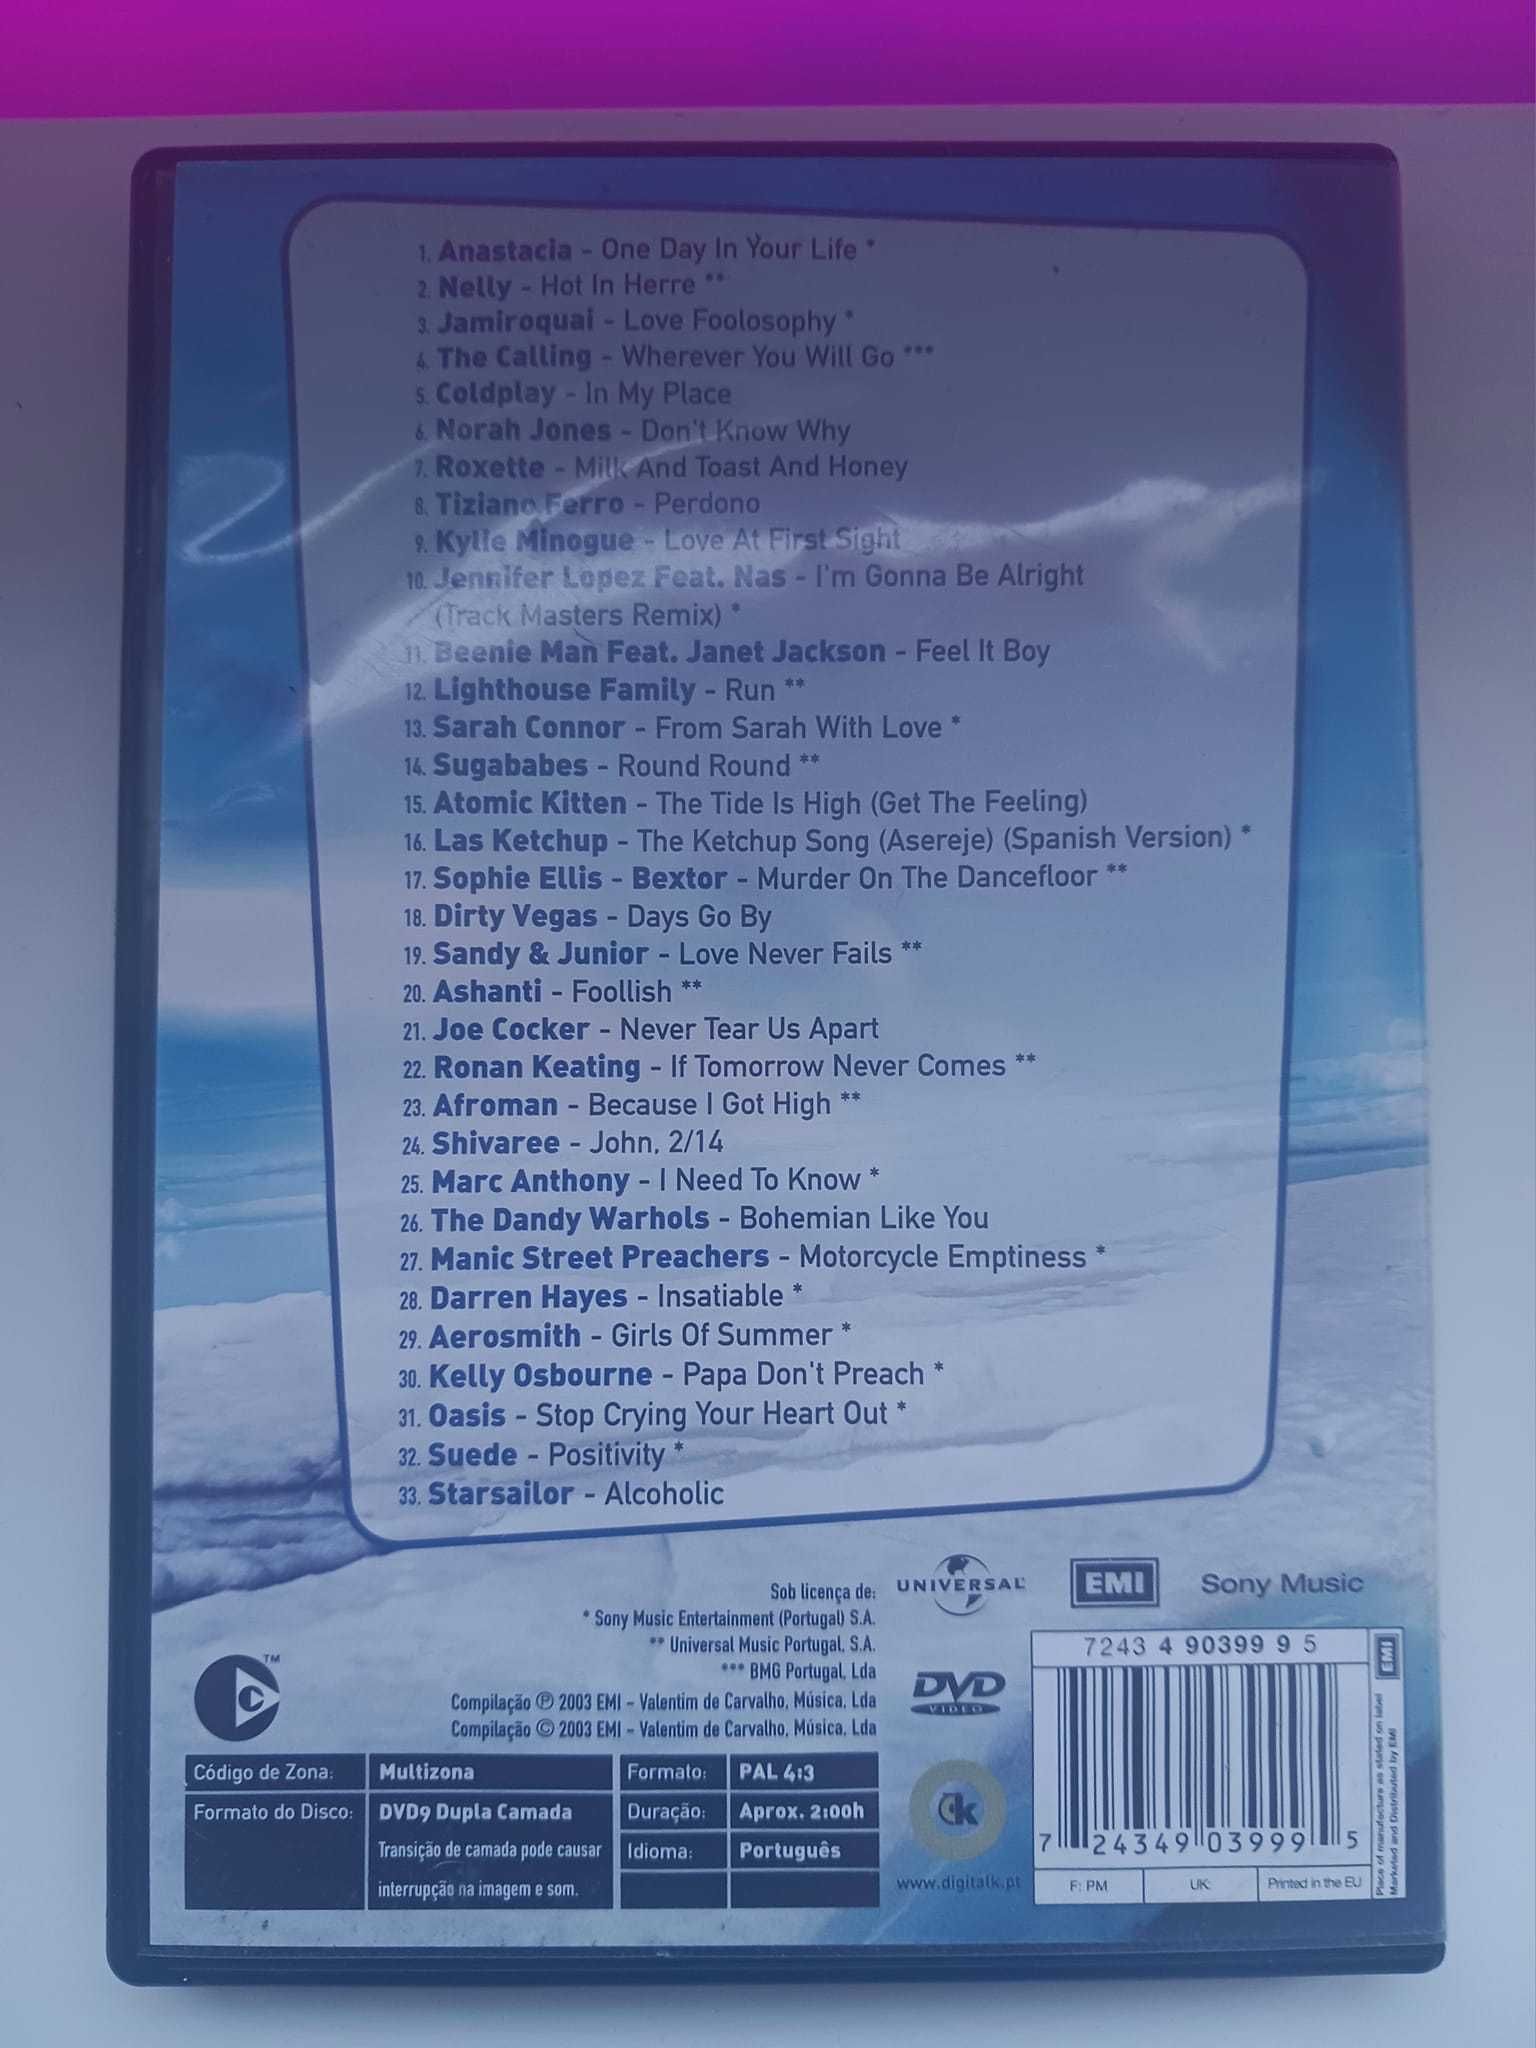 1. Anastacia - One Day In Your Life *
2. Nelly - Hot In Herre **
3. Jamiroquai - Love Foolosophy *
4. The Calling - Wherever You Will Go ***
5. Coldplay - In My Place
6. Norah Jones - Don't Know Why
7. Roxette - Milk And Toast And Honey
8. Tiziano Ferro - Perdono
9. Kylie Minogue - Love At First Sight
10. Jennifer Lopez Feat. Nas - I'm Gonna Be Alright
(Track Masters Remix) *
11. Beenie Man Feat. Janet Jackson - Feel It Boy
12. Lighthouse Family - Run **
13. Sarah Connor - From Sarah With Love *
14. Sugababes - Round Round **
15. Atomic Kitten - The Tide Is High (Get The Feeling)
16. Las Ketchup - The Ketchup Song (Asereje) (Spanish Version) *
17. Sophie Ellis - Bextor - Murder On The Dancefloor **
18. Dirty Vegas - Days Go By
19. Sandy & Junior - Love Never Fails **
20. Ashanti - Foollish **
21. Joe Cocker - Never Tear Us Apart
22. Ronan Keating - If Tomorrow Never Comes **
23. Afroman - Because I Got High **
24. Shivaree - John, 2/14
25. Marc Anthony - I Need To Know *
26. The Dandy Warhols - Bohemian Like You
27. Manic Street Preachers - Motorcycle Emptiness *
28. Darren Hayes - Insatiable *
29. Aerosmith - Girls Of Summer *
30. Kelly Osbourne - Papa Don't Preach *
31. Oasis - Stop Crying Your Heart Out *
32. Suede - Positivity *
33. Starsailor - Alcoholic
Sob licença de:
* Sony Music Entertainment (Portugal) S.A.
** Universal Music Portugal, S.A.
*** BMG Portugal, Lda
Compilação ℗ 2003 EMI - Valentim de Carvalho, Música, Lda
Compilação © 2003 EMI - Valentim de Carvalho, Música, Lda
UNIVERSAL
EMI
Sony Music
TM
C
DVD
VIDEO
dk
www.digitalk.pt
7243 4 90399 9 5
7 24349 03999 5
F: PM
UK:
Printed in the EU
EMI
Place of manufacture as stated on label
Marketed and Distributed by EMI
Código de Zona: Multizona
Formato do Disco: DVD9 Dupla Camada
Transição de camada pode causar
interrupção na imagem e som.
Formato: PAL 4:3
Duração: Aprox. 2:00h
Idioma: Português